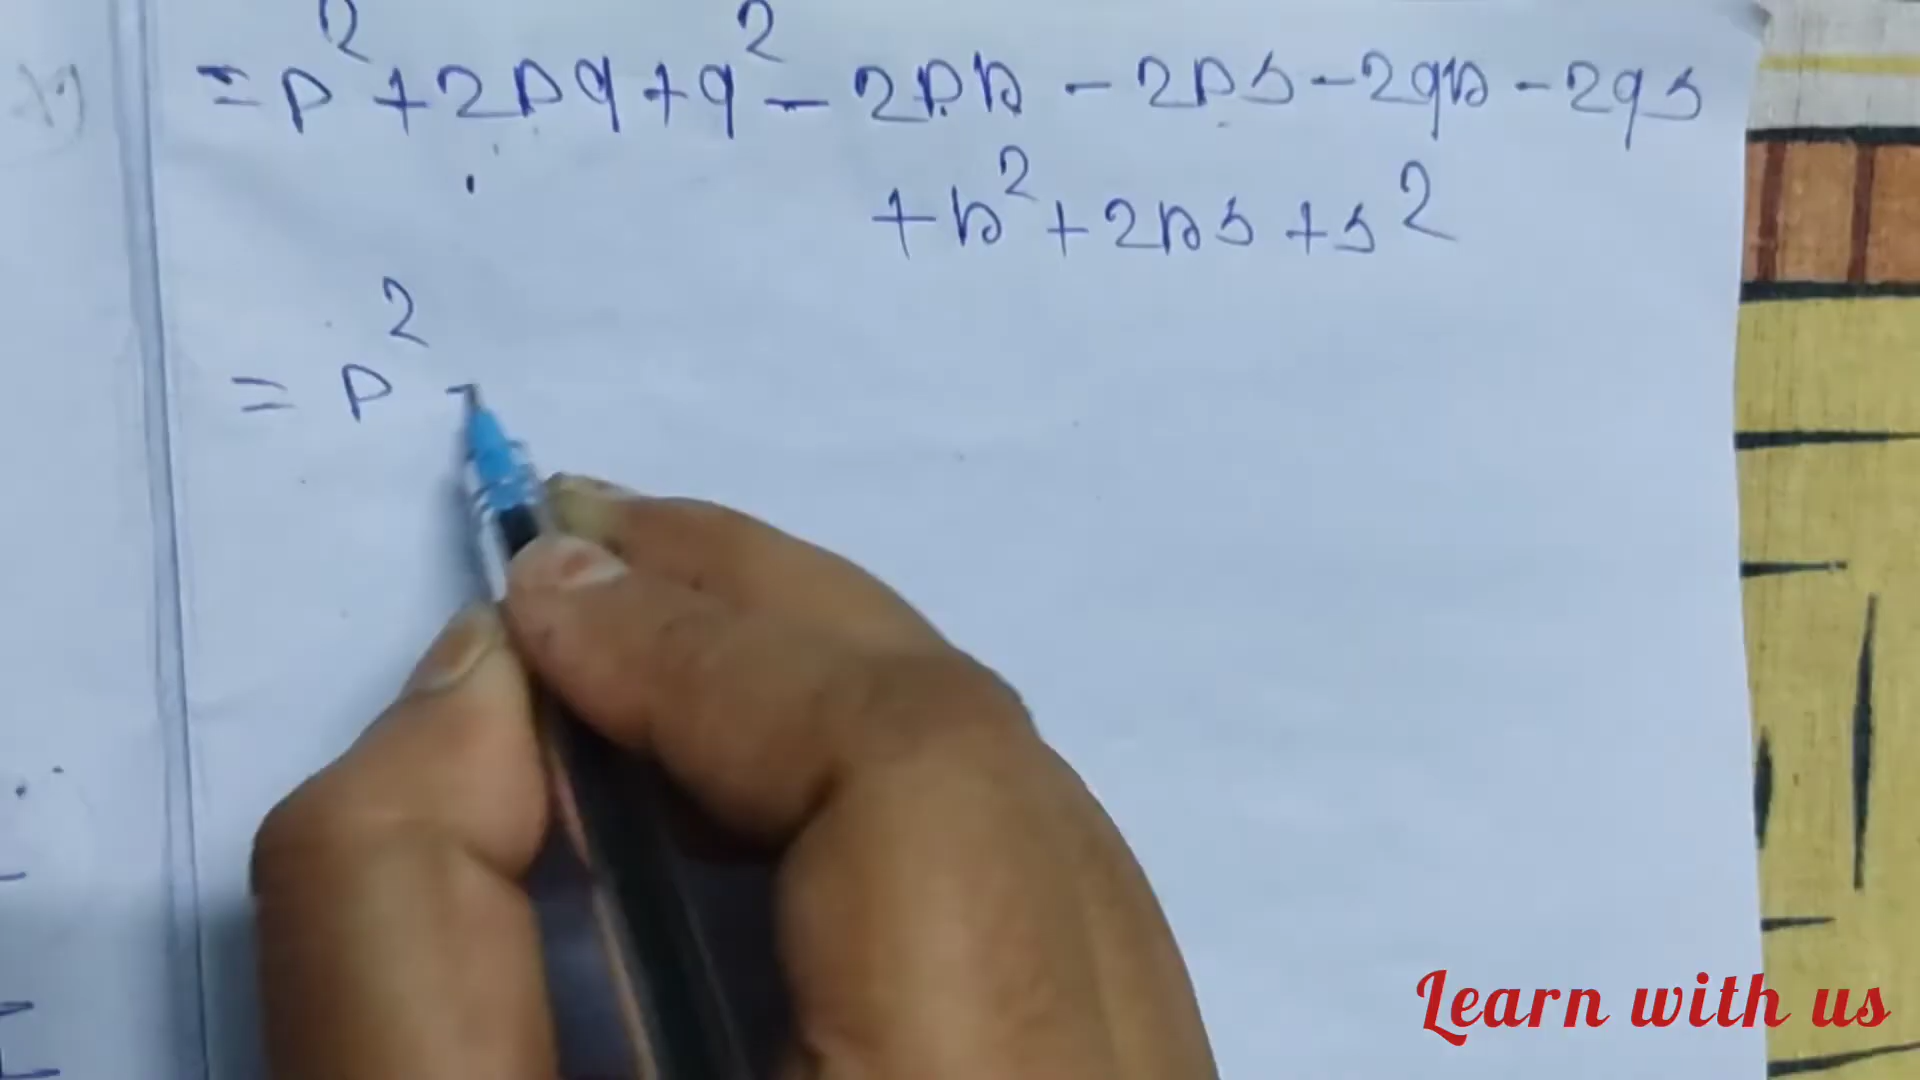 = p² + 2pq + q² - 2pr - 2ps - 2qr - 2qs
+ r² + 2rs + s²
= p² -
Learn with us